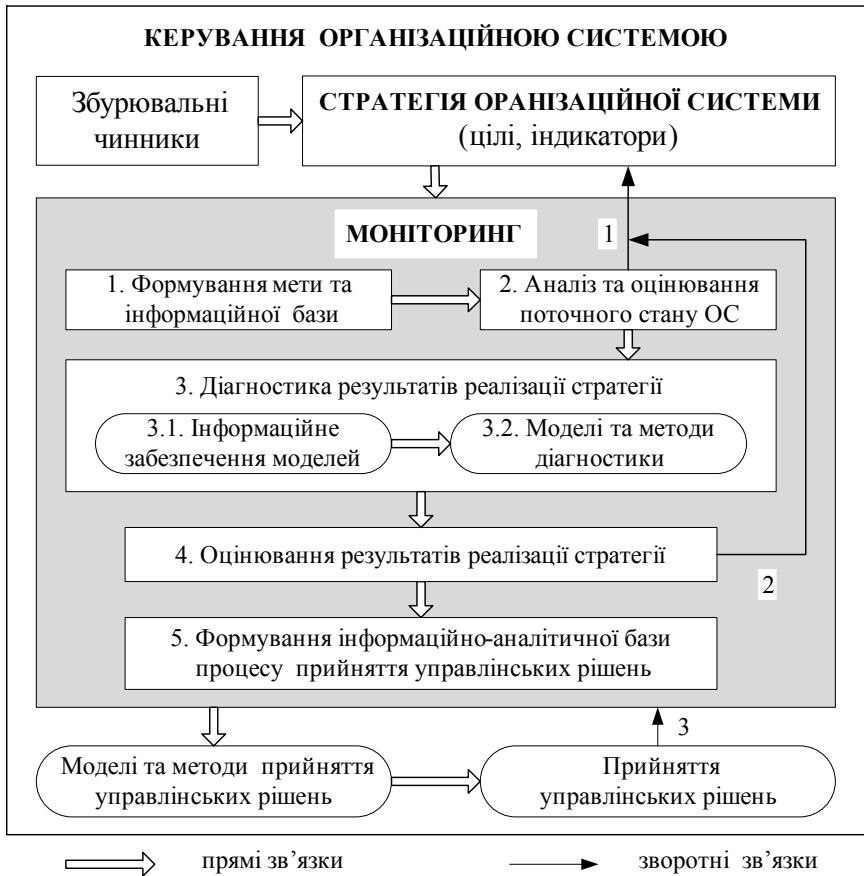 КЕРУВАННЯ ОРГАНІЗАЦІЙНОЮ СИСТЕМОЮ
Збурювальні
чинники
СТРАТЕГІЯ ОРАНІЗАЦІЙНОЇ СИСТЕМИ
(цілі, індикатори)
МОНІТОРИНГ
1
1. Формування мети та
інформаційної бази
2. Аналіз та оцінювання
поточного стану ОС
3. Діагностика результатів реалізації стратегії
3.1. Інформаційне
забезпечення моделей
3.2. Моделі та методи
діагностики
4. Оцінювання результатів реалізації стратегії
2
5. Формування інформаційно-аналітичної бази
процесу прийняття управлінських рішень
3
Моделі та методи прийняття
управлінських рішень
Прийняття
управлінських рішень
прямі зв’язки
зворотні зв’язки